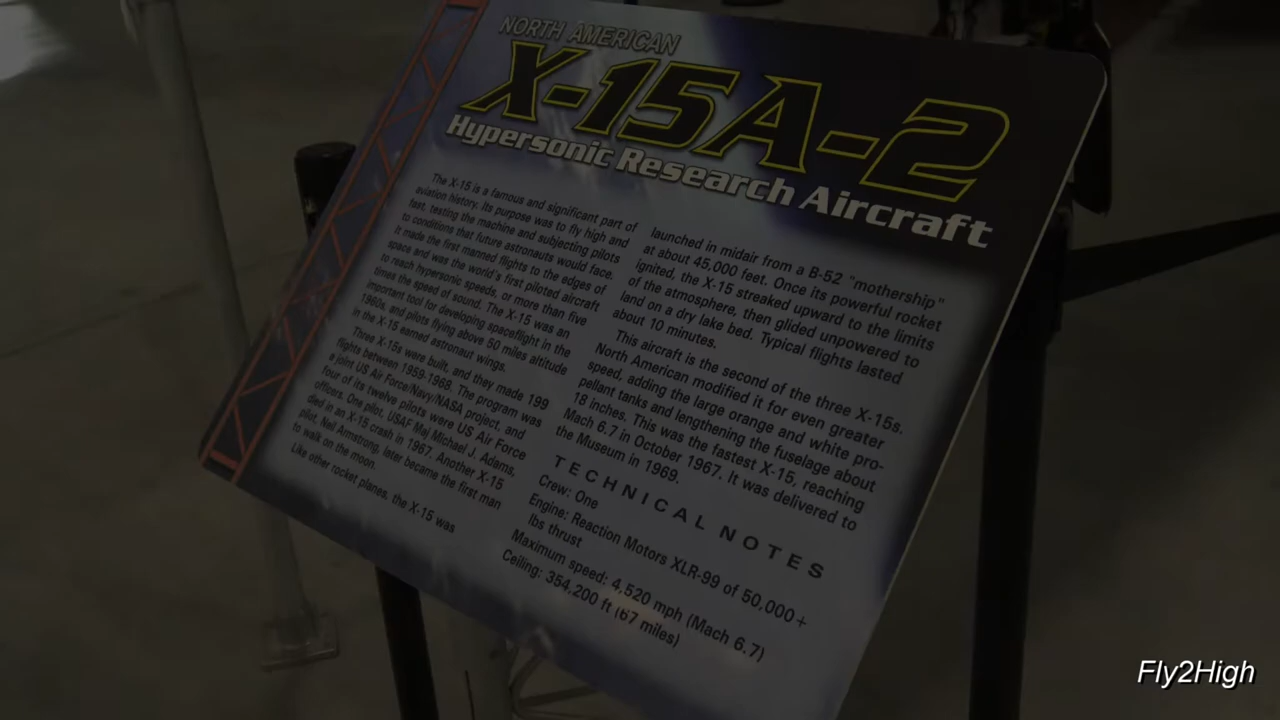 NORTH AMERICAN
X-15A-2
Hypersonic Research Aircraft
The X-15 is a famous and significant part of
aviation history. Its purpose was to fly high and
fast, testing the machine and subjecting pilots
to conditions that future astronauts would face.
It made the first manned flights to the edges of
space and was the world's first piloted aircraft
to reach hypersonic speeds, or more than five
times the speed of sound. The X-15 was an
important tool for developing spaceflight in the
1960s, and pilots flying above 50 miles altitude
in the X-15 earned astronaut wings.
Three X-15s were built, and they made 199
flights between 1959-1968. The program was
a joint US Air Force/Navy/NASA project, and
four of its twelve pilots were US Air Force
officers. One pilot, USAF Maj Michael J. Adams,
died in an X-15 crash in 1967. Another X-15
pilot, Neil Armstrong, later became the first man
to walk on the moon.
Like other rocket planes, the X-15 was
launched in midair from a B-52 "mothership"
at about 45,000 feet. Once its powerful rocket
ignited, the X-15 streaked upward to the limits
of the atmosphere, then glided unpowered to
land on a dry lake bed. Typical flights lasted
about 10 minutes.
This aircraft is the second of the three X-15s.
North American modified it for even greater
speed, adding the large orange and white pro-
pellant tanks and lengthening the fuselage about
18 inches. This was the fastest X-15, reaching
Mach 6.7 in October 1967. It was delivered to
the Museum in 1969.
TECHNICAL NOTES
Crew: One
Engine: Reaction Motors XLR-99 of 50,000+
lbs thrust
Maximum speed: 4,520 mph (Mach 6.7)
Ceiling: 354,200 ft (67 miles)
Fly2High